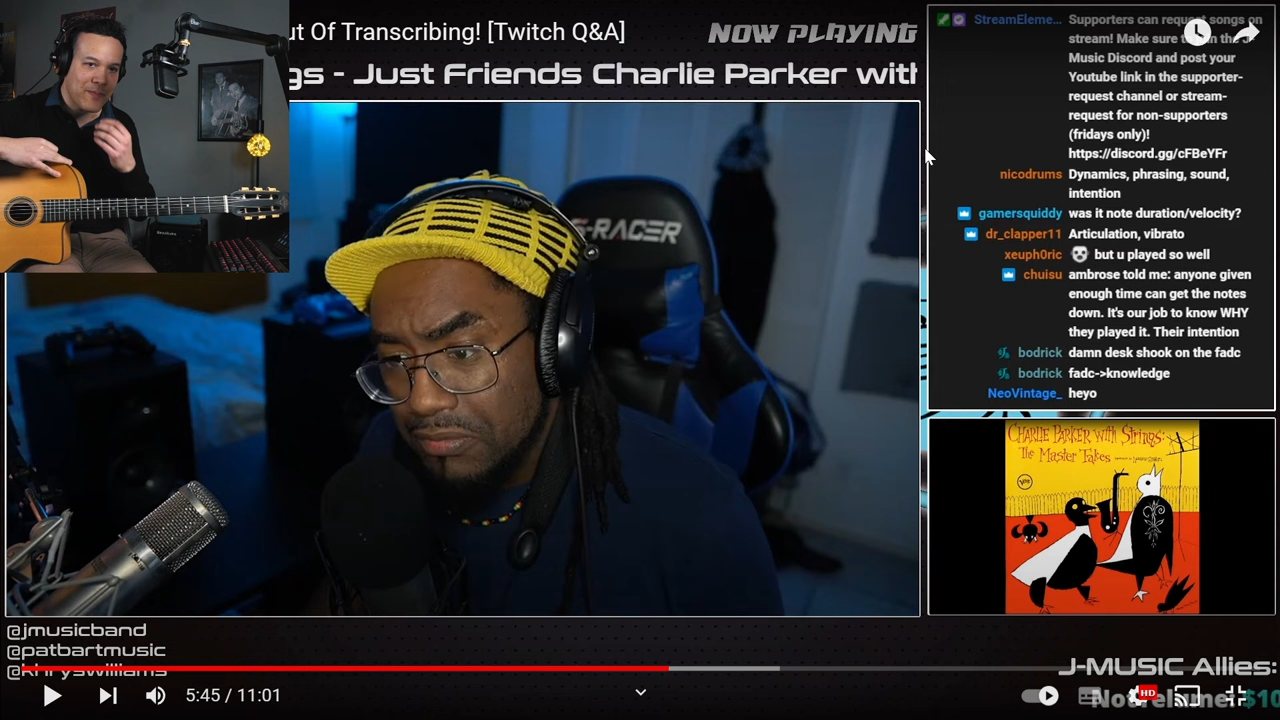 ut Of Transcribing! [Twitch Q&A]
NOW PLAYING
gs - Just Friends Charlie Parker with
StreamEleme...
Supporters can request songs on
stream! Make sure
Music Discord and post your
Youtube link in the supporter-
request channel or stream-
request for non-supporters
(fridays only)!
https://discord.gg/cFBeYFr
nicodrums Dynamics, phrasing, sound,
intention
gamersquiddy was it note duration/velocity?
dr_clapper11 Articulation, vibrato
xeuph0ric but u played so well
chuisu ambrose told me: anyone given
enough time can get the notes
down. It's our job to know WHY
they played it. Their intention
bodrick damn desk shook on the fadc
bodrick fadc->knowledge
NeoVintage_ heyo
RACER
CHARLIE PARKER WITH STRINGS:
The Master Takes
@jmusicband
@patbartmusic
@khryswilliams
J-MUSIC Allies:
5:45 / 11:01
HD
$10